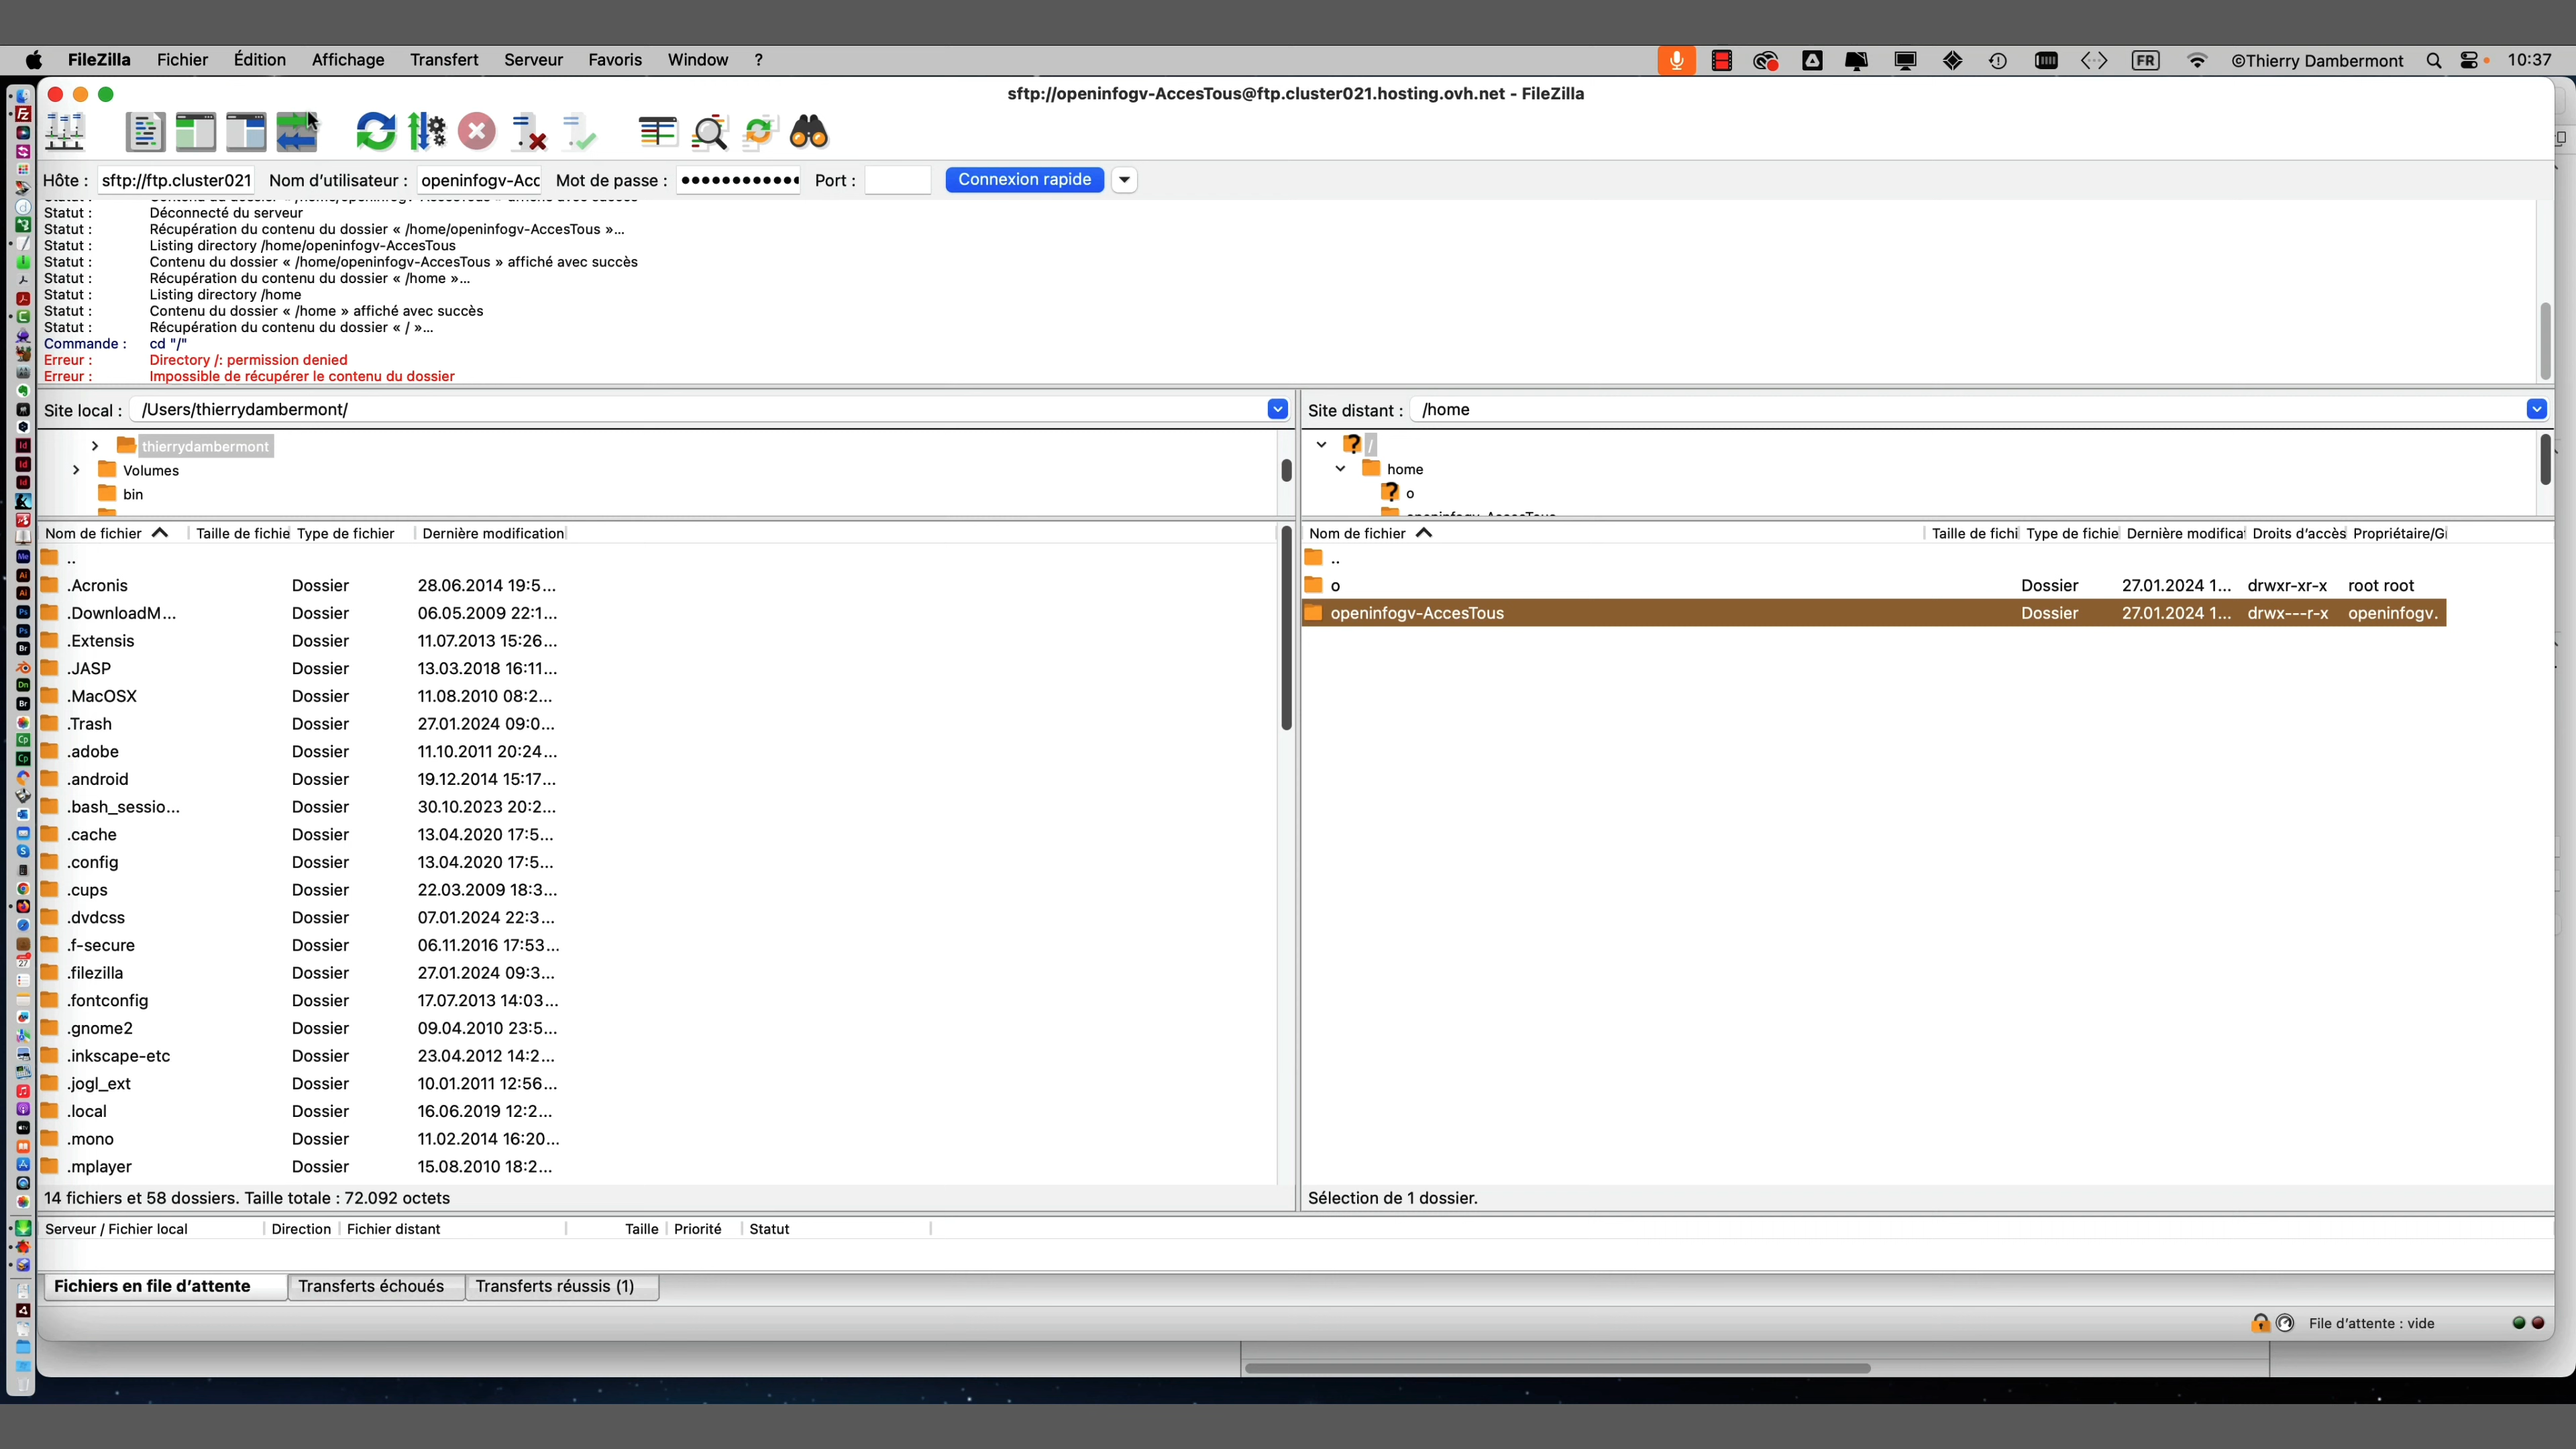 FileZilla Fichier Édition Affichage Transfert Serveur Favoris Window ? FR ©Thierry Dambermont 10:37
sftp://openinfogv-AccesTous@ftp.cluster021.hosting.ovh.net - FileZilla
Hôte : sftp://ftp.cluster021 Nom d'utilisateur : openinfogv-Acc Mot de passe : •••••••••••• Port : Connexion rapide
Statut : Déconnecté du serveur
Statut : Récupération du contenu du dossier « /home/openinfogv-AccesTous »...
Statut : Listing directory /home/openinfogv-AccesTous
Statut : Contenu du dossier « /home/openinfogv-AccesTous » affiché avec succès
Statut : Récupération du contenu du dossier « /home »...
Statut : Listing directory /home
Statut : Contenu du dossier « /home » affiché avec succès
Statut : Récupération du contenu du dossier « / »...
Commande : cd "/"
Erreur : Directory /: permission denied
Erreur : Impossible de récupérer le contenu du dossier
Site local : /Users/thierrydambermont/
thierrydambermont
Volumes
bin
Nom de fichier Taille de fichie Type de fichier Dernière modification
..
.Acronis Dossier 28.06.2014 19:5...
.DownloadM... Dossier 06.05.2009 22:1...
.Extensis Dossier 11.07.2013 15:26...
.JASP Dossier 13.03.2018 16:11...
.MacOSX Dossier 11.08.2010 08:2...
.Trash Dossier 27.01.2024 09:0...
.adobe Dossier 11.10.2011 20:24...
.android Dossier 19.12.2014 15:17...
.bash_sessio... Dossier 30.10.2023 20:2...
.cache Dossier 13.04.2020 17:5...
.config Dossier 13.04.2020 17:5...
.cups Dossier 22.03.2009 18:3...
.dvdcss Dossier 07.01.2024 22:3...
.f-secure Dossier 06.11.2016 17:53...
.filezilla Dossier 27.01.2024 09:3...
.fontconfig Dossier 17.07.2013 14:03...
.gnome2 Dossier 09.04.2010 23:5...
.inkscape-etc Dossier 23.04.2012 14:2...
.jogl_ext Dossier 10.01.2011 12:56...
.local Dossier 16.06.2019 12:2...
.mono Dossier 11.02.2014 16:20...
.mplayer Dossier 15.08.2010 18:2...
14 fichiers et 58 dossiers. Taille totale : 72.092 octets
Site distant : /home
/
home
o
Nom de fichier Taille de fichi Type de fichie Dernière modifica Droits d'accès Propriétaire/G
..
o Dossier 27.01.2024 1... drwxr-xr-x root root
openinfogv-AccesTous Dossier 27.01.2024 1... drwx---r-x openinfogv.
Sélection de 1 dossier.
Serveur / Fichier local Direction Fichier distant Taille Priorité Statut
Fichiers en file d'attente Transferts échoués Transferts réussis (1)
File d'attente : vide